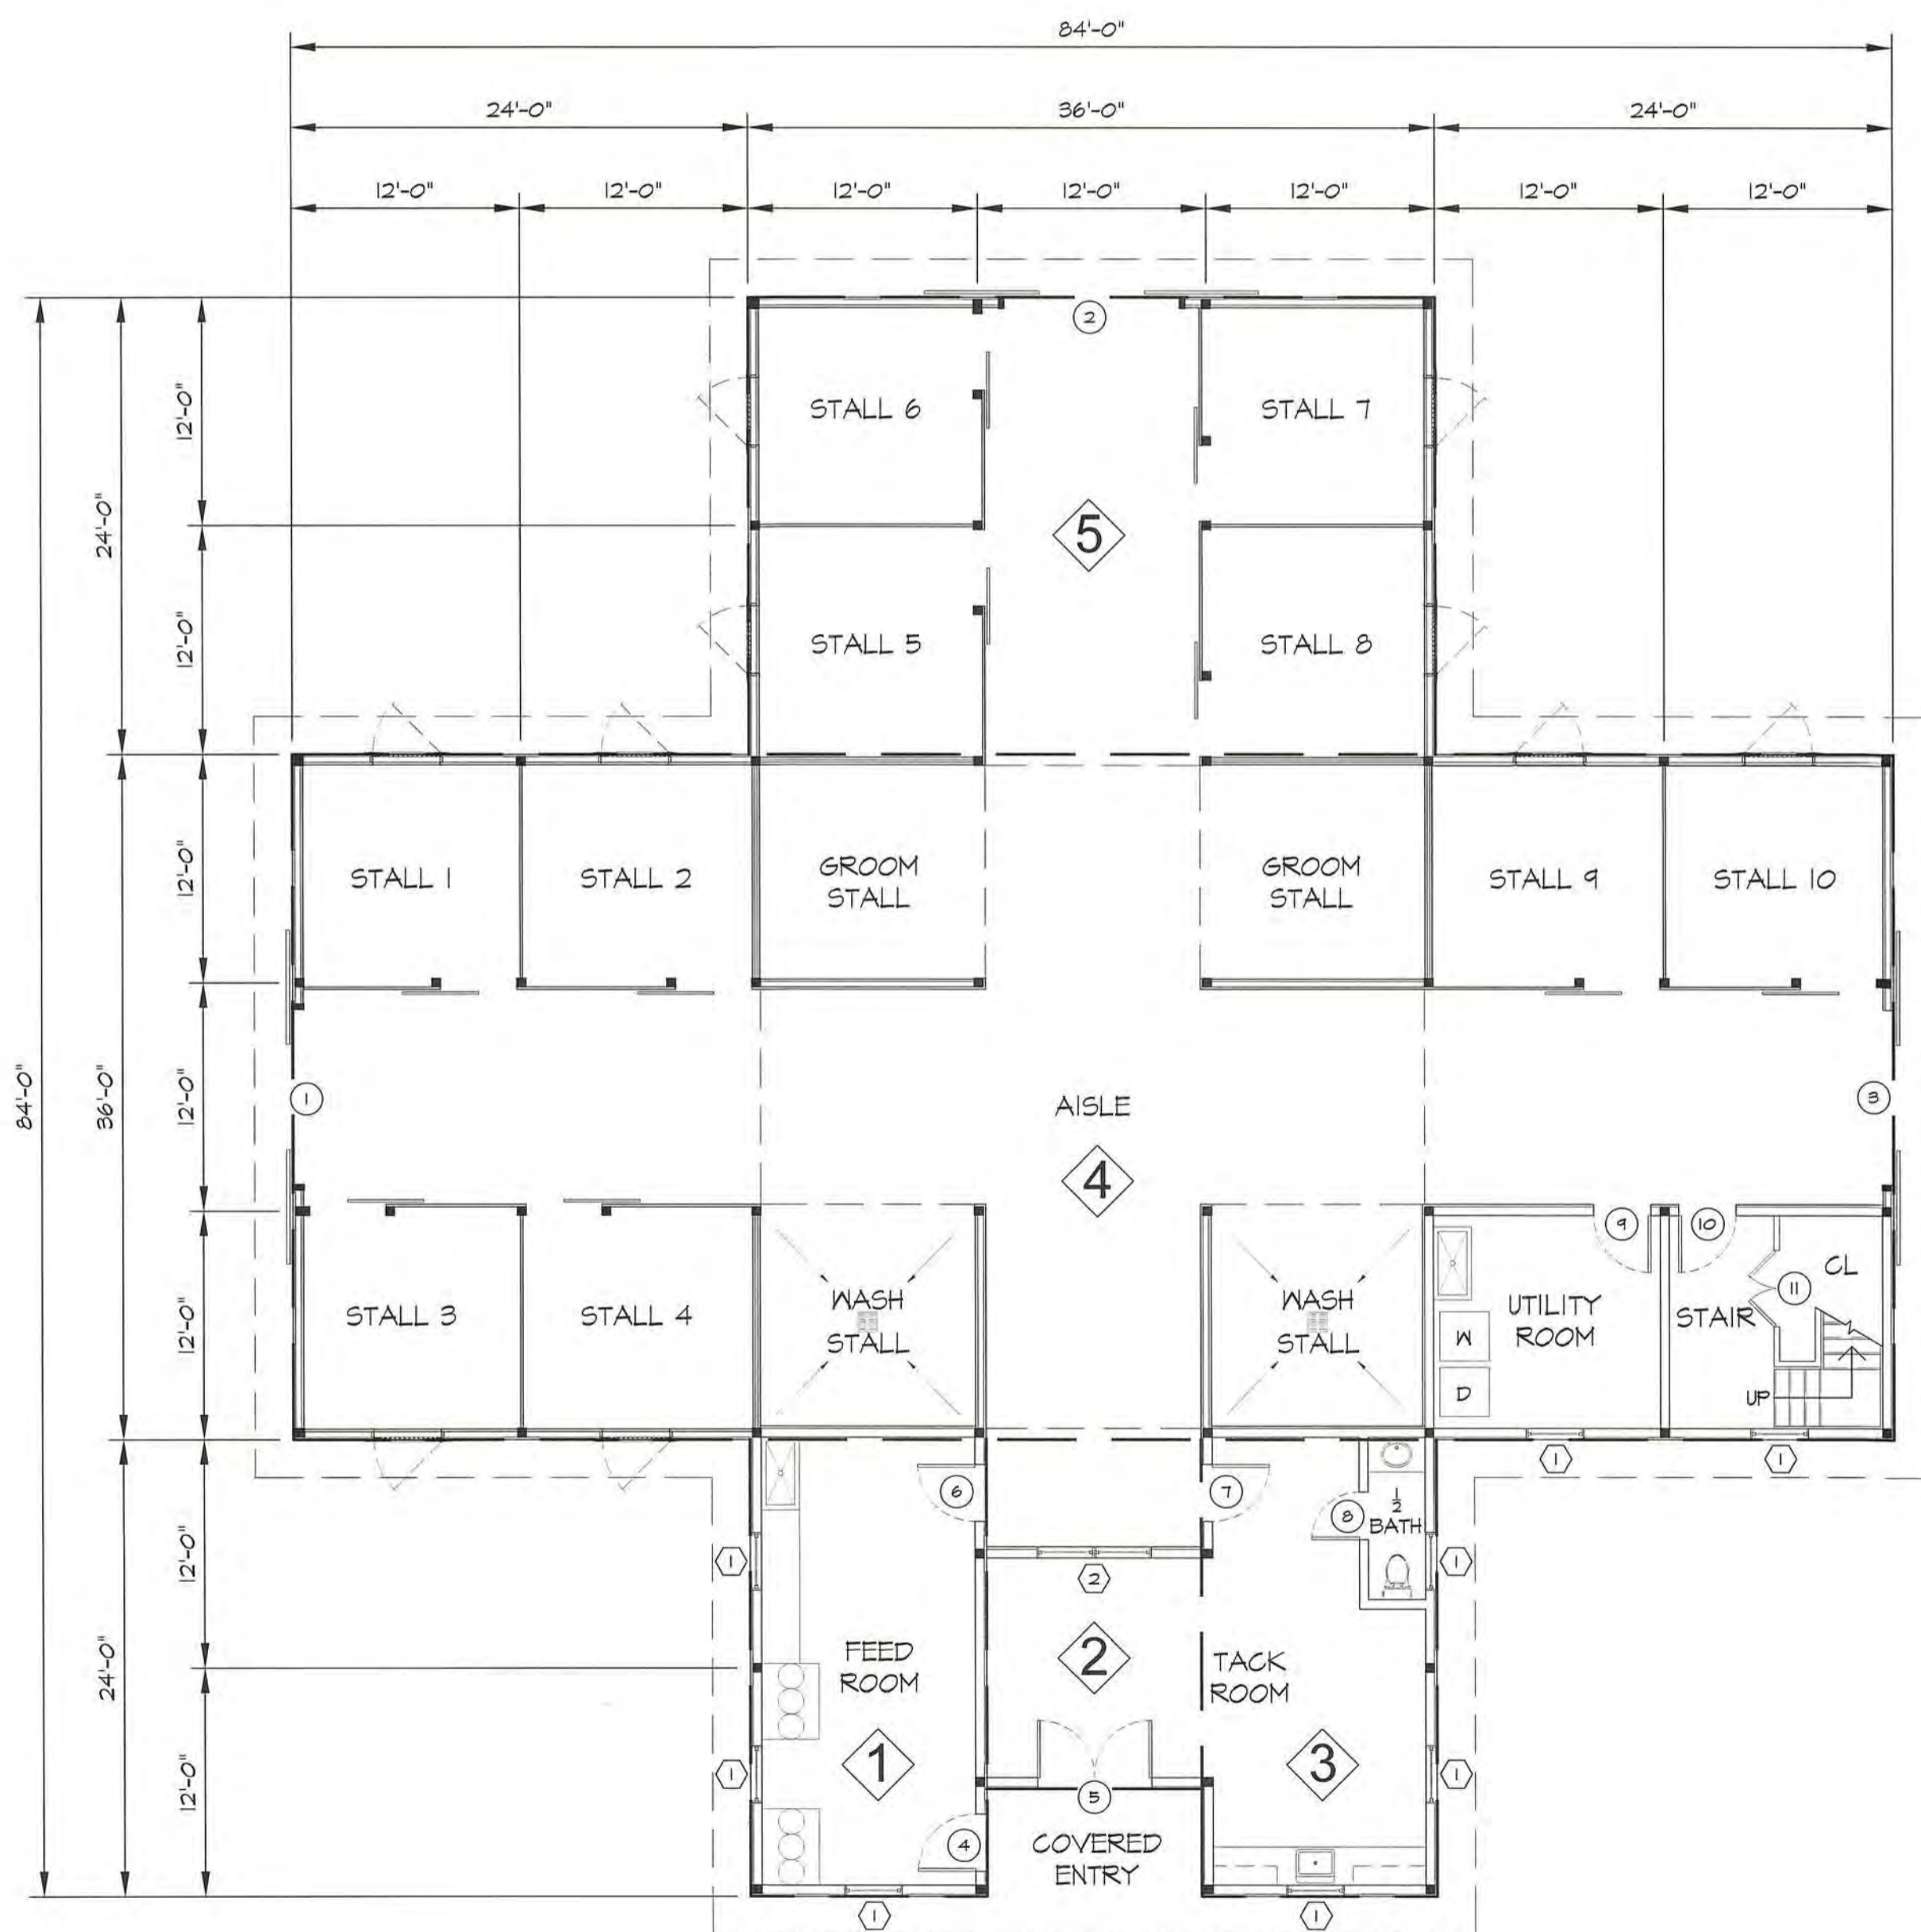 84'-0"
24'-0"
36'-0"
24'-0"
12'-0"
12'-0"
12'-0"
12'-0"
12'-0"
12'-0"
12'-0"
2
12'-0"
STALL 6
STALL 7
24'-0"
5
12'-0"
STALL 5
STALL 8
12'-0"
STALL 1
STALL 2
GROOM
STALL
GROOM
STALL
STALL 9
STALL 10
84'-0"
36'-0"
12'-0"
1
AISLE
3
4
9
10
12'-0"
STALL 3
STALL 4
WASH
STALL
WASH
STALL
UTILITY
ROOM
W
D
STAIR
CL
11
UP
1
1
6
7
8
1/2
BATH
12'-0"
1
2
1
24'-0"
FEED
ROOM
2
TACK
ROOM
12'-0"
1
1
3
1
5
4
COVERED
ENTRY
1
1